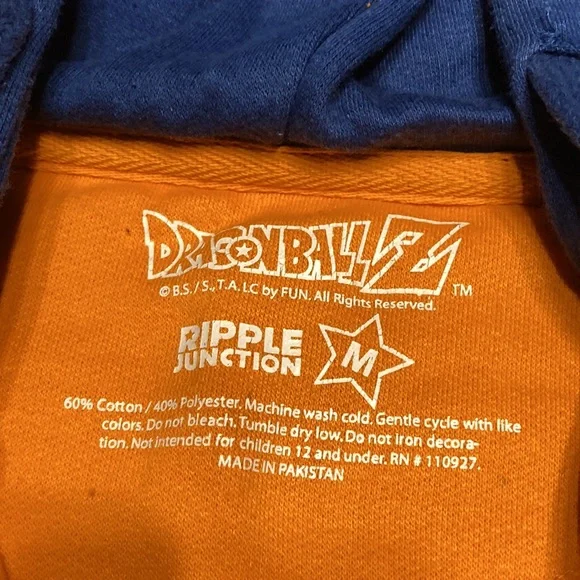 DRAGONBALL Z TM
© B.S./S., T.A. LC by FUN. All Rights Reserved.
RIPPLE
JUNCTION
M
60% Cotton / 40% Polyester. Machine wash cold. Gentle cycle with like
colors. Do not bleach. Tumble dry low. Do not iron decora-
tion. Not intended for children 12 and under. RN # 110927.
MADE IN PAKISTAN